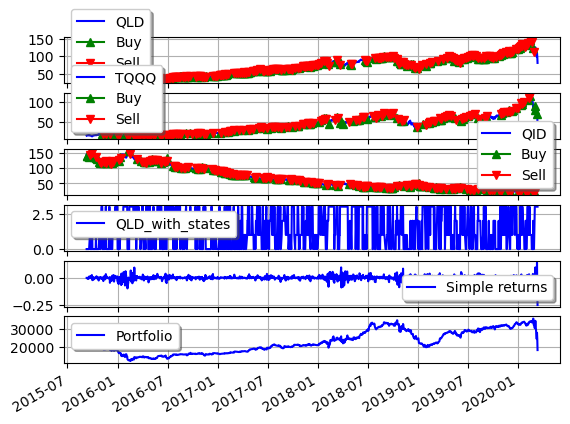 QLD
Buy
Sell
150
100
50
TQQQ
Buy
Sell
100
50
QID
Buy
Sell
150
100
50
QLD_with_states
2.5
0.0
Simple returns
0.00
−0.25
Portfolio
30000
20000
2015-07
2016-01
2016-07
2017-01
2017-07
2018-01
2018-07
2019-01
2019-07
2020-01